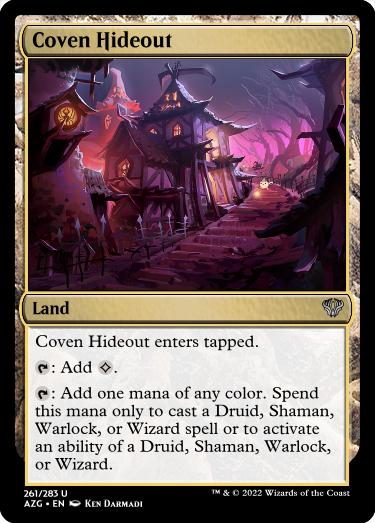 Coven Hideout
Land
Coven Hideout enters tapped.
: Add .
: Add one mana of any color. Spend
this mana only to cast a Druid, Shaman,
Warlock, or Wizard spell or to activate
an ability of a Druid, Shaman, Warlock,
or Wizard.
261/283 U
AZG • EN Ken Darmadi
™ & © 2022 Wizards of the Coast